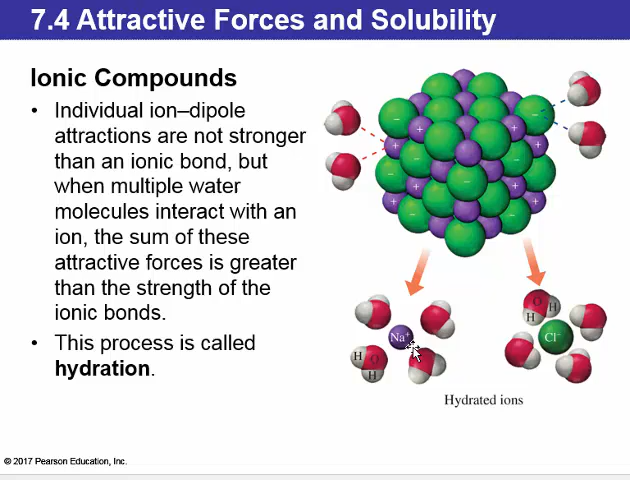 7.4 Attractive Forces and Solubility
Ionic Compounds
• Individual ion–dipole
attractions are not stronger
than an ionic bond, but
when multiple water
molecules interact with an
ion, the sum of these
attractive forces is greater
than the strength of the
ionic bonds.
• This process is called
hydration.
Na⁺
H
O
H
O
H
H
Cl⁻
Hydrated ions
© 2017 Pearson Education, Inc.